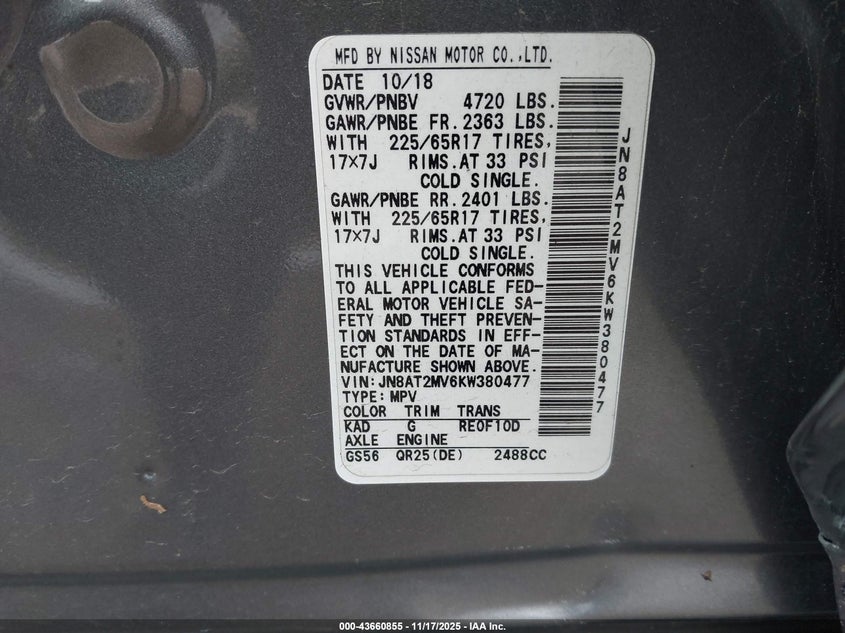 MFD BY NISSAN MOTOR CO.,LTD.
DATE 10/18
GVWR/PNBV 4720 LBS.
GAWR/PNBE FR. 2363 LBS.
WITH 225/65R17 TIRES,
17×7J RIMS.AT 33 PSI
COLD SINGLE.
GAWR/PNBE RR. 2401 LBS.
WITH 225/65R17 TIRES,
17×7J RIMS.AT 33 PSI
COLD SINGLE.
THIS VEHICLE CONFORMS
TO ALL APPLICABLE FED-
ERAL MOTOR VEHICLE SA-
FETY AND THEFT PREVEN-
TION STANDARDS IN EFF-
ECT ON THE DATE OF MA-
NUFACTURE SHOWN ABOVE.
VIN:JN8AT2MV6KW380477
TYPE:MPV
COLOR TRIM TRANS
KAD G RE0F10D
AXLE ENGINE
GS56 QR25(DE) 2488CC
JN8AT2MV6KW380477
000-43660855 - 11/17/2025 - IAA Inc.